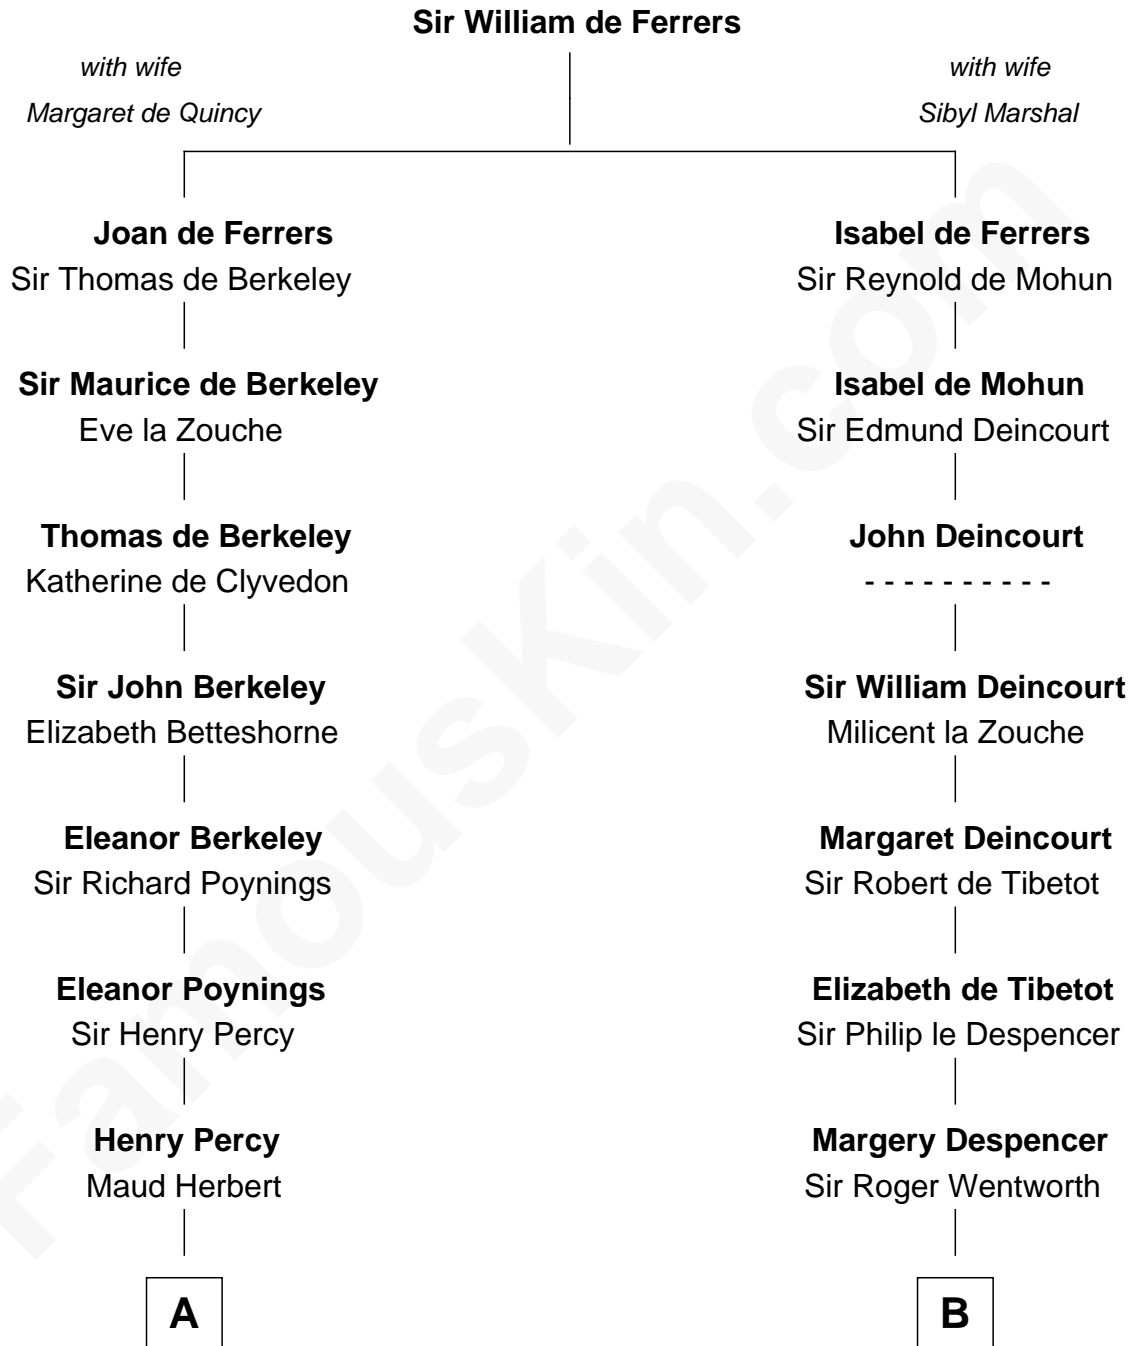 Sir William de Ferrers
with wife
Margaret de Quincy
with wife
Sibyl Marshal
Joan de Ferrers
Sir Thomas de Berkeley
Isabel de Ferrers
Sir Reynold de Mohun
Sir Maurice de Berkeley
Eve la Zouche
Isabel de Mohun
Sir Edmund Deincourt
Thomas de Berkeley
Katherine de Clyvedon
John Deincourt
- - - - - - - - - -
Sir John Berkeley
Elizabeth Betteshorne
Sir William Deincourt
Milicent la Zouche
Eleanor Berkeley
Sir Richard Poynings
Margaret Deincourt
Sir Robert de Tibetot
Eleanor Poynings
Sir Henry Percy
Elizabeth de Tibetot
Sir Philip le Despencer
Henry Percy
Maud Herbert
Margery Despencer
Sir Roger Wentworth
A
B
FamousKin.com